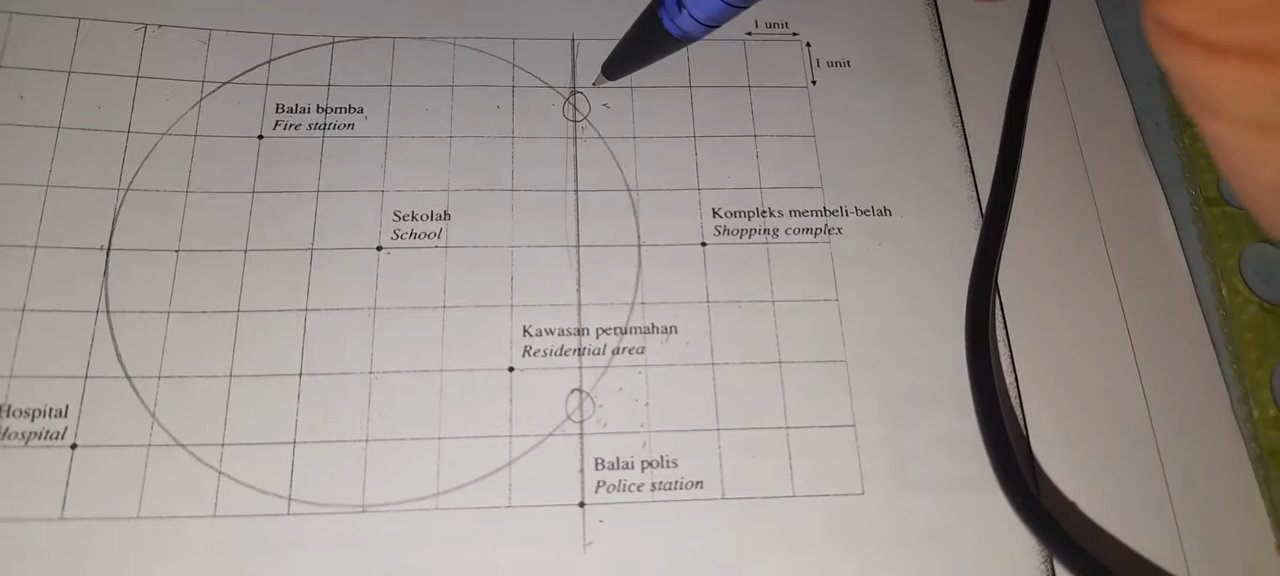 1 unit
1 unit
Balai bomba
Fire station
Sekolah
School
Kompleks membeli-belah
Shopping complex
Kawasan perumahan
Residential area
Hospital
Hospital
Balai polis
Police station